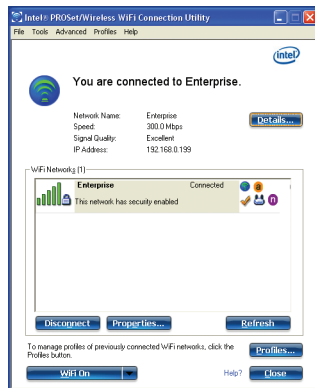 Intel® PROSet/Wireless WiFi Connection Utility
File Tools Advanced Profiles Help
intel
You are connected to Enterprise.
Network Name: Enterprise
Speed: 300.0 Mbps
Signal Quality: Excellent
IP Address: 192.168.0.199
Details...
WiFi Networks (1)
Enterprise Connected
This network has security enabled
a
n
Disconnect Properties... Refresh
To manage profiles of previously connected WiFi networks, click the
Profiles button.
Profiles...
WiFi On Help? Close